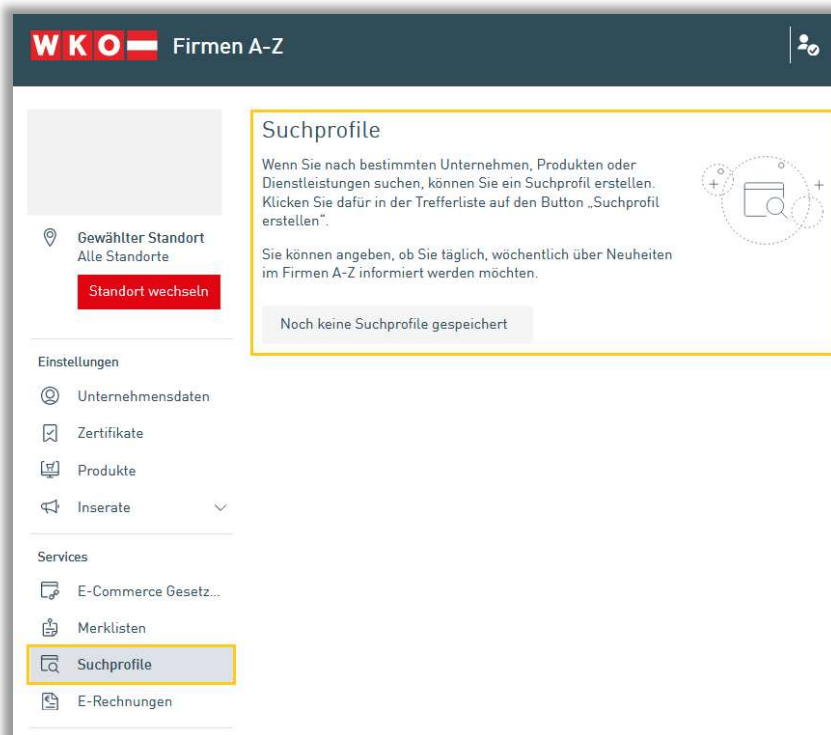 WKO Firmen A-Z
Gewählter Standort
Alle Standorte
Standort wechseln
Einstellungen
Unternehmensdaten
Zertifikate
Produkte
Inserate
Services
E-Commerce Gesetz...
Merklisten
Suchprofile
E-Rechnungen
Suchprofile
Wenn Sie nach bestimmten Unternehmen, Produkten oder
Dienstleistungen suchen, können Sie ein Suchprofil erstellen.
Klicken Sie dafür in der Trefferliste auf den Button „Suchprofil
erstellen“.
Sie können angeben, ob Sie täglich, wöchentlich über Neuheiten
im Firmen A-Z informiert werden möchten.
Noch keine Suchprofile gespeichert